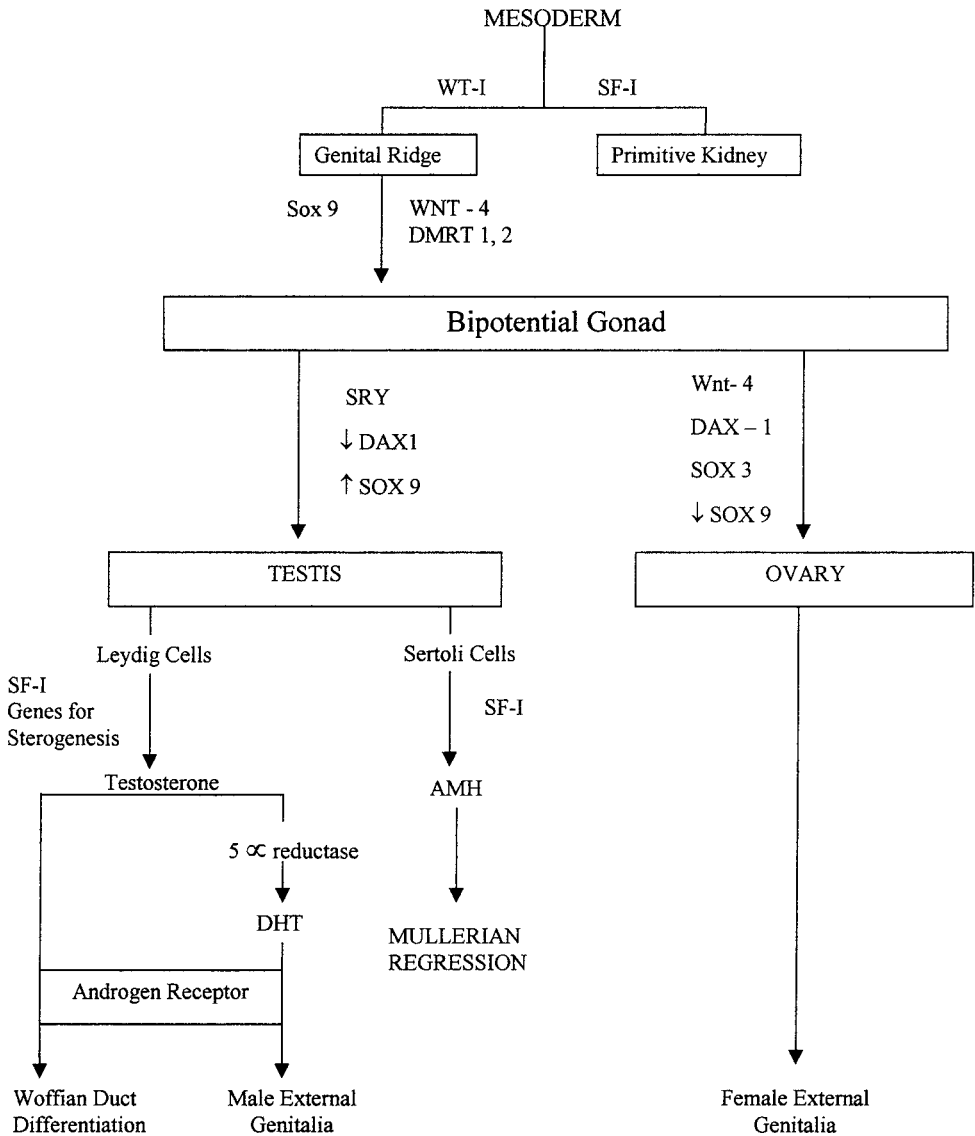 MESODERM
WT-I
SF-I
Genital Ridge
Primitive Kidney
Sox 9
WNT - 4
DMRT 1, 2
Bipotential Gonad
SRY
↓ DAX1
↑ SOX 9
Wnt- 4
DAX – 1
SOX 3
↓ SOX 9
TESTIS
OVARY
Leydig Cells
Sertoli Cells
SF-I
Genes for
Sterogenesis
SF-I
Testosterone
AMH
5 ∝ reductase
DHT
MULLERIAN
REGRESSION
Androgen Receptor
Woffian Duct
Differentiation
Male External
Genitalia
Female External
Genitalia